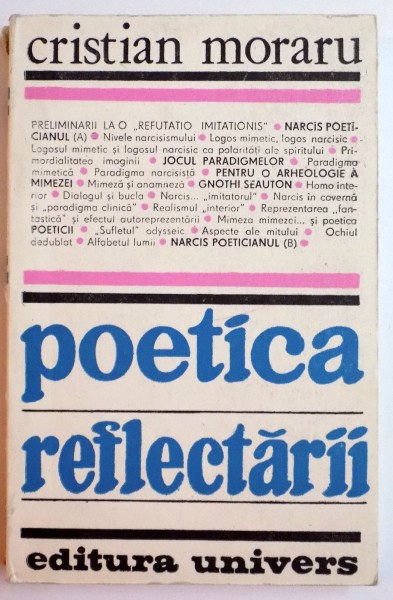 cristian moraru
PRELIMINARII LA O „REFUTATIO IMITATIONIS" ● NARCIS POETI-
CIANUL (A) ● Nivele narcisismului ● Logos mimetic, logos narcisic ●
Logosul mimetic și logosul narcisic ca polarități ale spiritului ● Pri-
mordialitatea imaginii ● JOCUL PARADIGMELOR ● Paradigma
mimetică ● Paradigma narcisistă ● PENTRU O ARHEOLOGIE A
MIMEZEI ● Mimeză și anamneză ● GNOTHI SEAUTON ● Homo inte-
rior ● Dialogul și bucla ● Narcis... „imitatorul" ● Narcis în cavernă
și „paradigma clinică" ● Realismul „interior" ● Reprezentarea „fan-
tastică" și efectul autoreprezentării ● Mimeza mimezei... și poetica
POETICII ● „Sufletul" odysseic ● Aspecte ale mitului ● Ochiul
dedublat ● Alfabetul lumii ● NARCIS POETICIANUL (B) ●
poetica
reflectării
editura univers